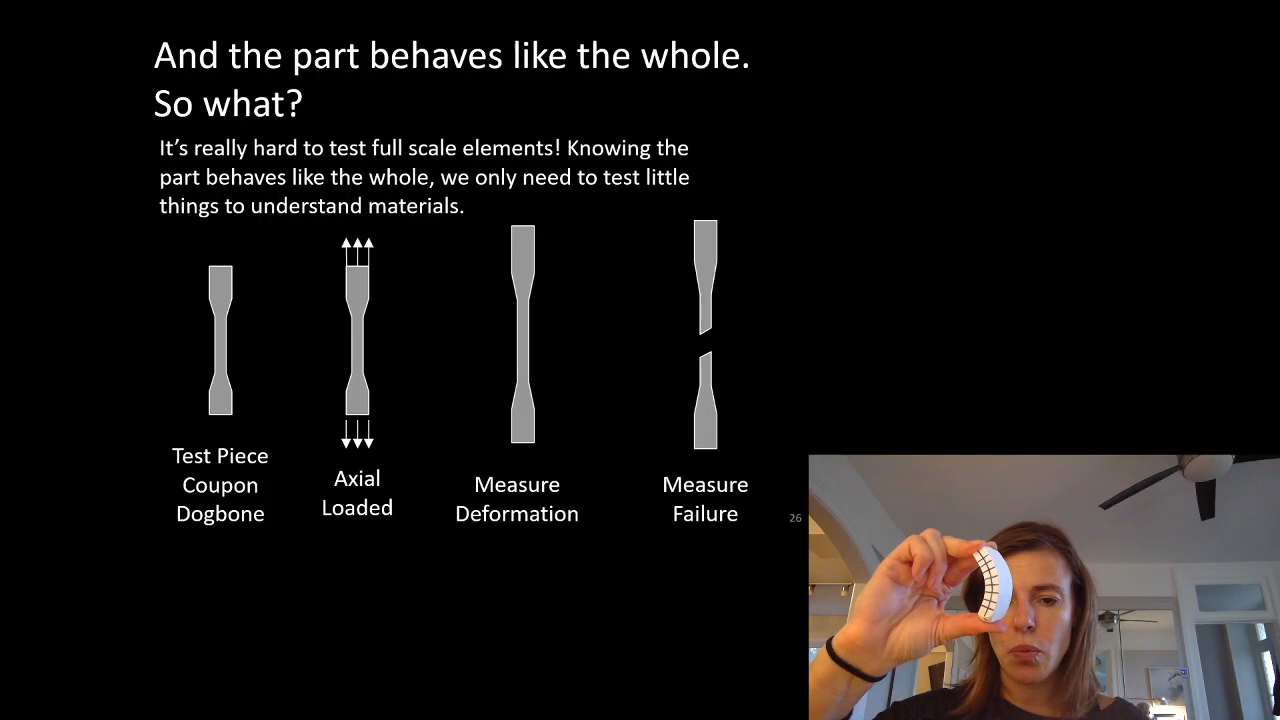 And the part behaves like the whole.
So what?
It's really hard to test full scale elements! Knowing the
part behaves like the whole, we only need to test little
things to understand materials.
Test Piece
Coupon
Dogbone
Axial
Loaded
Measure
Deformation
Measure
Failure
26